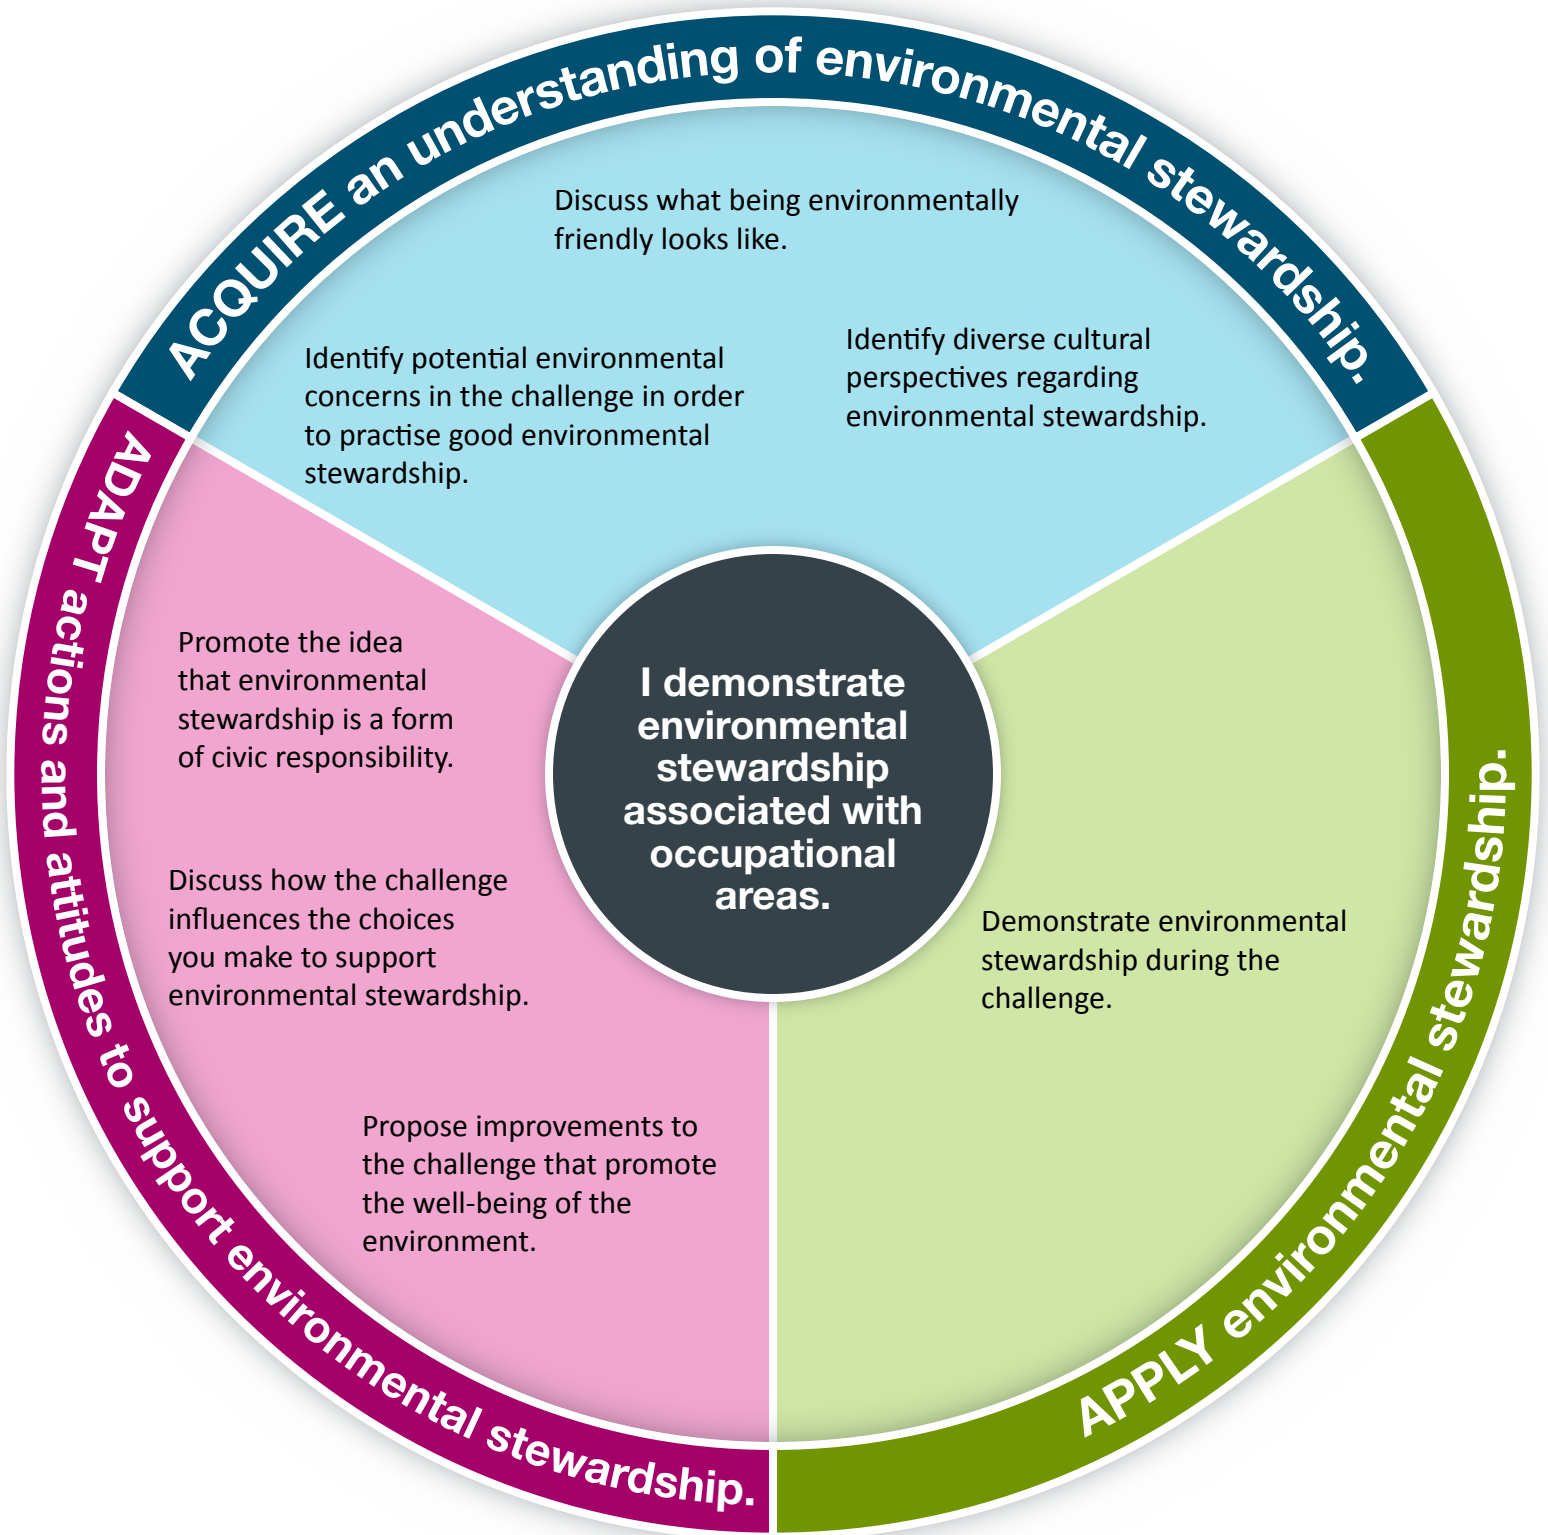 ACQUIRE an understanding of environmental stewardship.
Discuss what being environmentally
friendly looks like.
Identify potential environmental
concerns in the challenge in order
to practise good environmental
stewardship.
Identify diverse cultural
perspectives regarding
environmental stewardship.
I demonstrate
environmental
stewardship
associated with
occupational
areas.
APPLY environmental stewardship.
Demonstrate environmental
stewardship during the
challenge.
ADAPT actions and attitudes to support environmental stewardship.
Promote the idea
that environmental
stewardship is a form
of civic responsibility.
Discuss how the challenge
influences the choices
you make to support
environmental stewardship.
Propose improvements to
the challenge that promote
the well-being of the
environment.